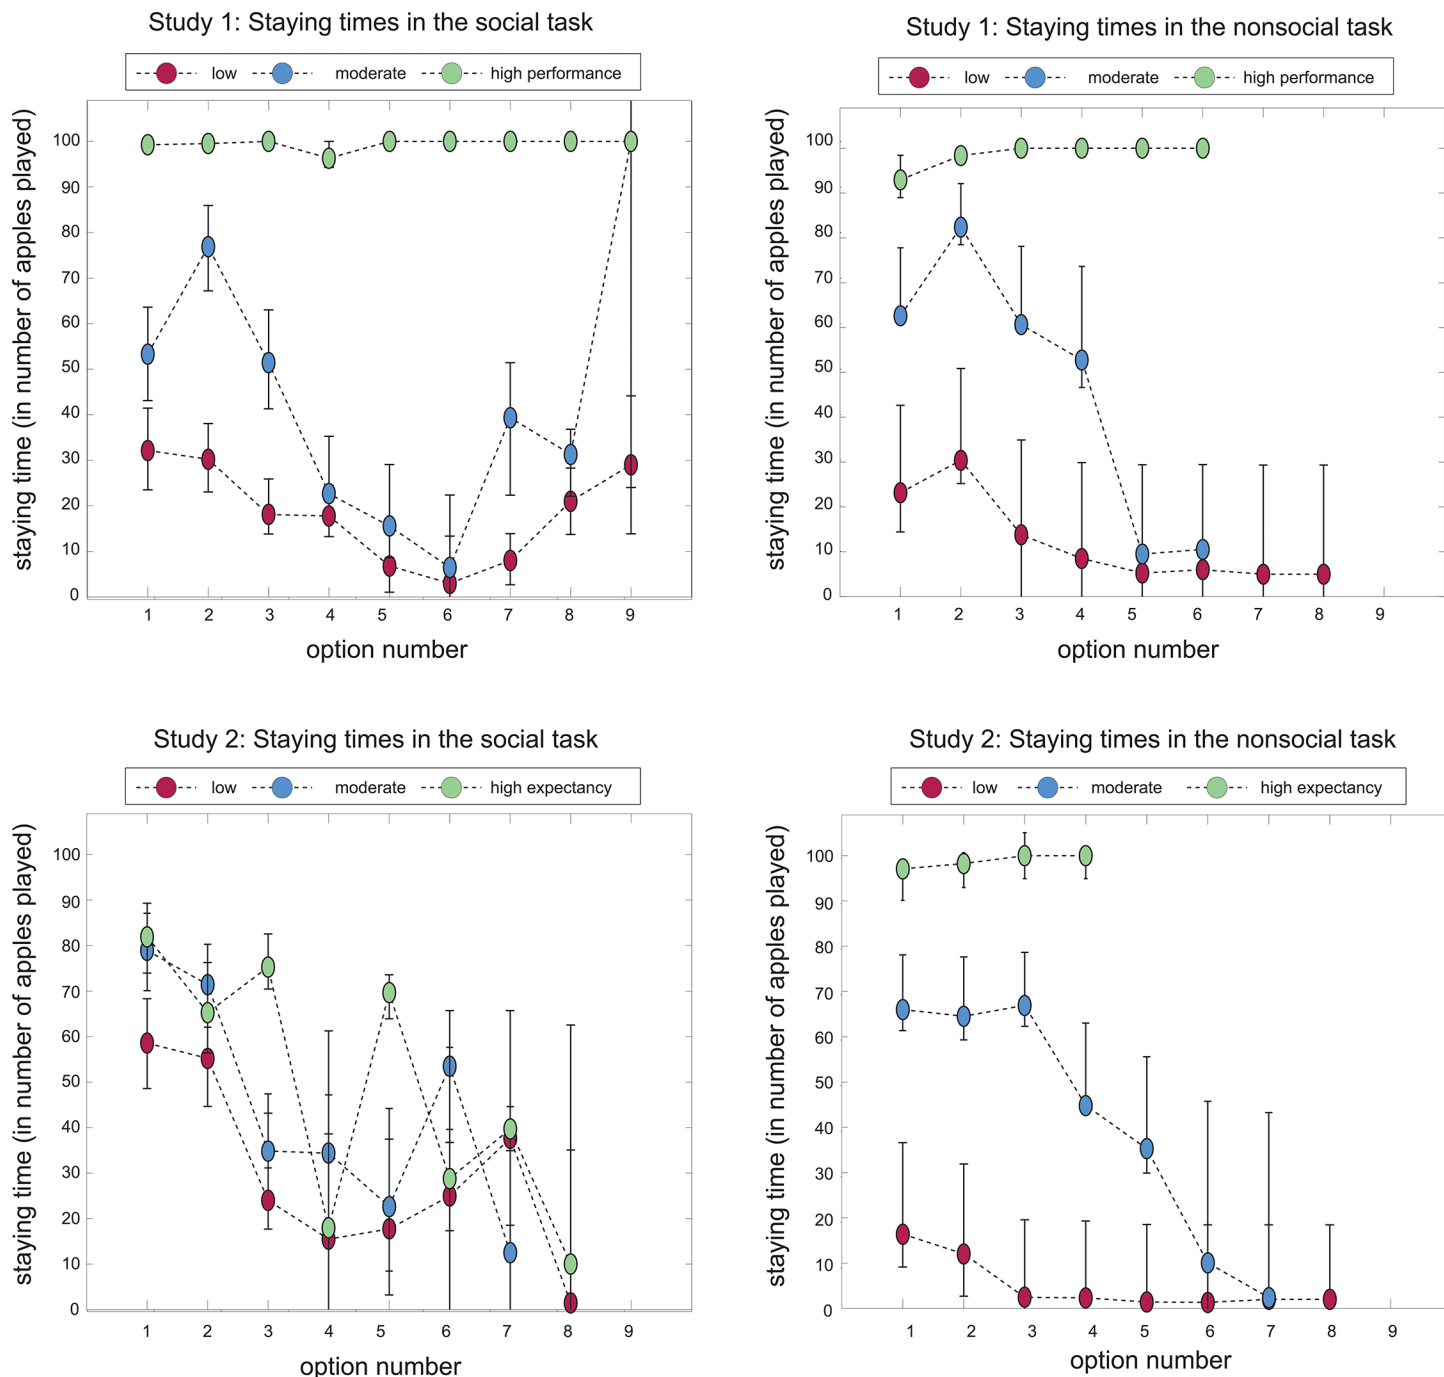 Study 1: Staying times in the social task
low moderate high performance
staying time (in number of apples played)
100
90
80
70
60
50
40
30
20
10
0
1 2 3 4 5 6 7 8 9
option number
Study 1: Staying times in the nonsocial task
low moderate high performance
staying time (in number of apples played)
100
90
80
70
60
50
40
30
20
10
0
1 2 3 4 5 6 7 8 9
option number
Study 2: Staying times in the social task
low moderate high expectancy
staying time (in number of apples played)
100
90
80
70
60
50
40
30
20
10
0
1 2 3 4 5 6 7 8 9
option number
Study 2: Staying times in the nonsocial task
low moderate high expectancy
staying time (in number of apples played)
100
90
80
70
60
50
40
30
20
10
0
1 2 3 4 5 6 7 8 9
option number